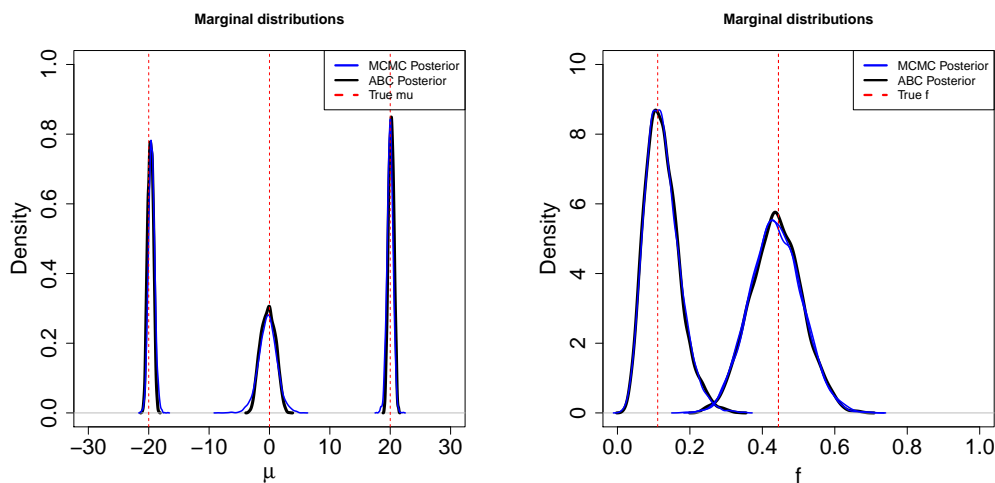 Marginal distributions
Density
0.0 0.2 0.4 0.6 0.8 1.0
MCMC Posterior
ABC Posterior
True mu
−30 −20 −10 0 10 20 30
μ
Marginal distributions
Density
0 2 4 6 8 10
MCMC Posterior
ABC Posterior
True f
0.0 0.2 0.4 0.6 0.8 1.0
f